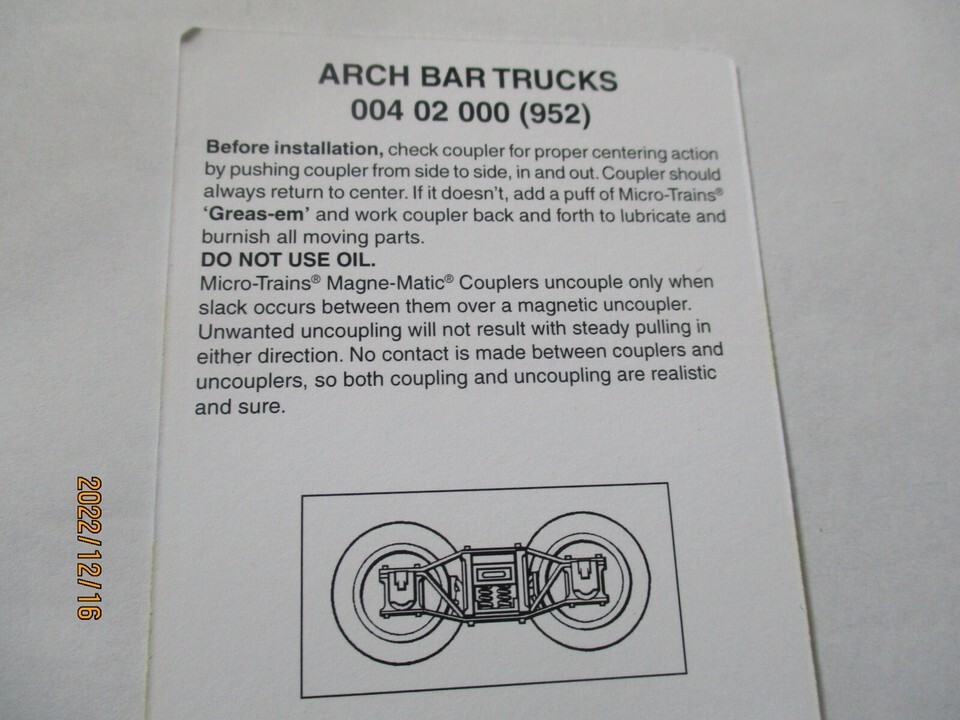 ARCH BAR TRUCKS
004 02 000 (952)
Before installation, check coupler for proper centering action
by pushing coupler from side to side, in and out. Coupler should
always return to center. If it doesn't, add a puff of Micro-Trains®
‘Greas-em’ and work coupler back and forth to lubricate and
burnish all moving parts.
DO NOT USE OIL.
Micro-Trains® Magne-Matic® Couplers uncouple only when
slack occurs between them over a magnetic uncoupler.
Unwanted uncoupling will not result with steady pulling in
either direction. No contact is made between couplers and
uncouplers, so both coupling and uncoupling are realistic
and sure.
2022/12/16